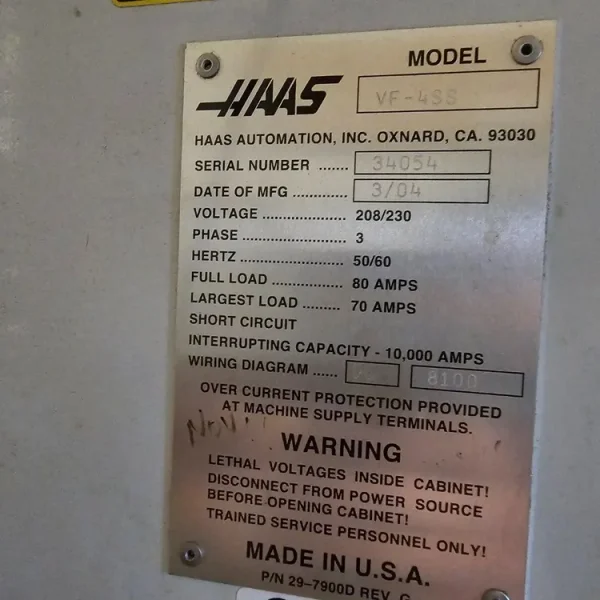 MODEL
HAAS VF-4SS
HAAS AUTOMATION, INC. OXNARD, CA. 93030
SERIAL NUMBER ....... 34054
DATE OF MFG ............. 3/04
VOLTAGE .................... 208/230
PHASE ......................... 3
HERTZ ......................... 50/60
FULL LOAD ................. 80 AMPS
LARGEST LOAD ......... 70 AMPS
SHORT CIRCUIT
INTERRUPTING CAPACITY - 10,000 AMPS
WIRING DIAGRAM ...... 8100
OVER CURRENT PROTECTION PROVIDED
AT MACHINE SUPPLY TERMINALS.
WARNING
LETHAL VOLTAGES INSIDE CABINET!
DISCONNECT FROM POWER SOURCE
BEFORE OPENING CABINET!
TRAINED SERVICE PERSONNEL ONLY!
MADE IN U.S.A.
P/N 29-7900D REV